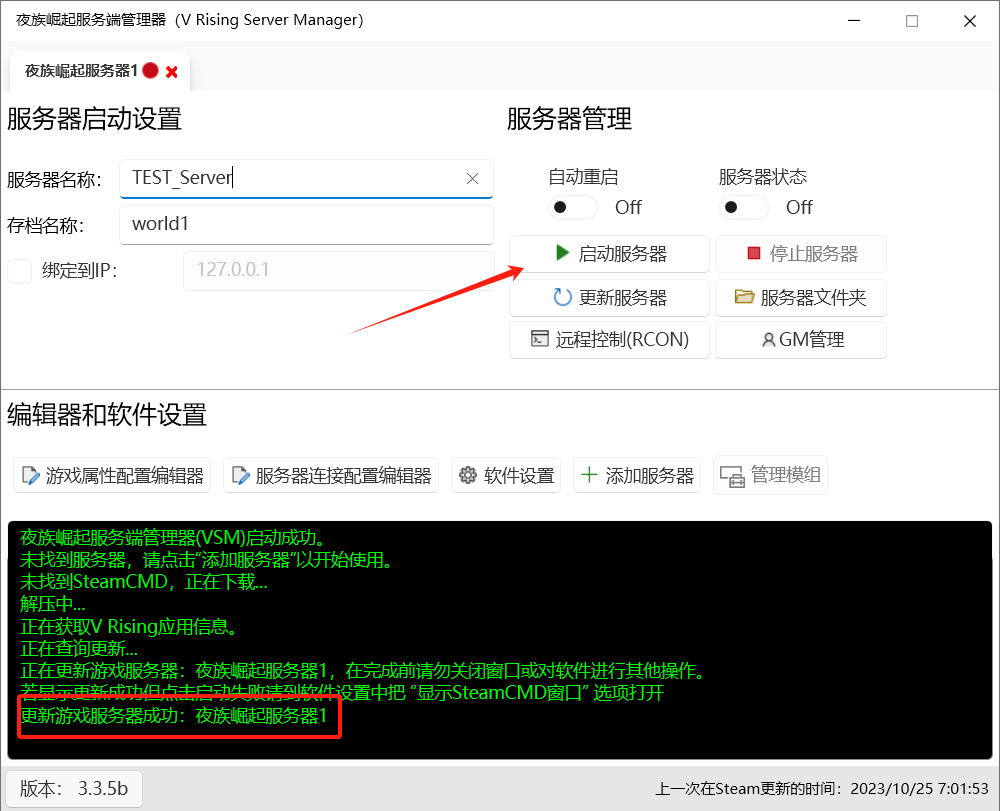 夜族崛起服务端管理器（V Rising Server Manager）
夜族崛起服务器1
服务器启动设置
服务器名称：
TEST_Server
存档名称：
world1
绑定到IP：
127.0.0.1
服务器管理
自动重启
服务器状态
Off
Off
启动服务器
停止服务器
更新服务器
服务器文件夹
远程控制(RCON)
GM管理
编辑器和软件设置
游戏属性配置编辑器
服务器连接配置编辑器
软件设置
添加服务器
管理模组
夜族崛起服务端管理器(VSM)启动成功。
未找到服务器，请点击“添加服务器”以开始使用。
未找到SteamCMD，正在下载...
解压中...
正在获取V Rising应用信息。
正在查询更新...
正在更新游戏服务器：夜族崛起服务器1，在完成前请勿关闭窗口或对软件进行其他操作。
若显示更新成功但点击启动失败请到软件设置中把 “显示SteamCMD窗口” 选项打开
更新游戏服务器成功：夜族崛起服务器1
版本： 3.3.5b
上一次在Steam更新的时间：2023/10/25 7:01:53